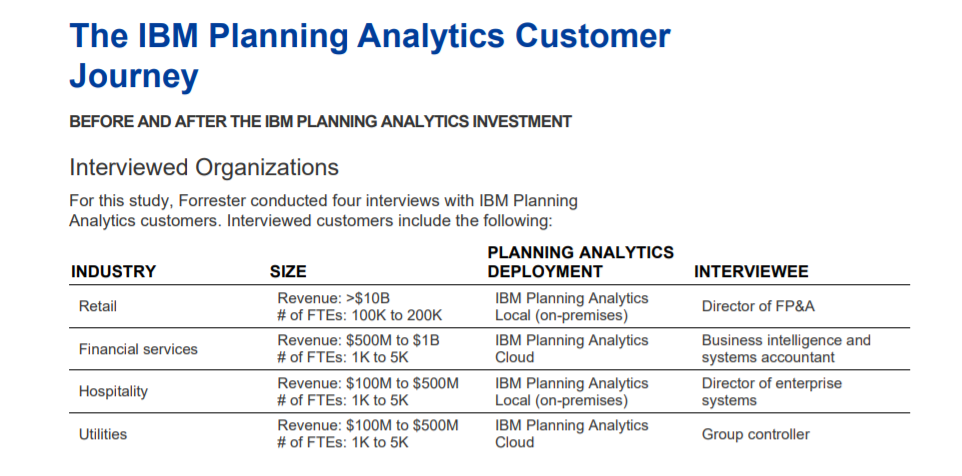 The IBM Planning Analytics Customer
Journey
BEFORE AND AFTER THE IBM PLANNING ANALYTICS INVESTMENT
Interviewed Organizations
For this study, Forrester conducted four interviews with IBM Planning
Analytics customers. Interviewed customers include the following:
INDUSTRY SIZE PLANNING ANALYTICS DEPLOYMENT INTERVIEWEE
Retail
Revenue: >$10B
# of FTEs: 100K to 200K
IBM Planning Analytics
Local (on-premises)
Director of FP&A
Financial services
Revenue: $500M to $1B
# of FTEs: 1K to 5K
IBM Planning Analytics
Cloud
Business intelligence and
systems accountant
Hospitality
Revenue: $100M to $500M
# of FTEs: 1K to 5K
IBM Planning Analytics
Local (on-premises)
Director of enterprise
systems
Utilities
Revenue: $100M to $500M
# of FTEs: 1K to 5K
IBM Planning Analytics
Cloud
Group controller